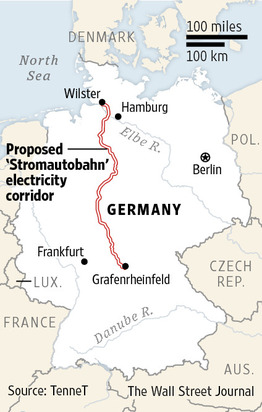 100 miles
100 km
DENMARK
North
Sea
Wilster
Hamburg
Elbe R.
Proposed
‘Stromautobahn’
electricity
corridor
POL.
Berlin
GERMANY
Frankfurt
Grafenrheinfeld
LUX.
CZECH
REP.
FRANCE
Danube R.
AUS.
Source: TenneT
The Wall Street Journal